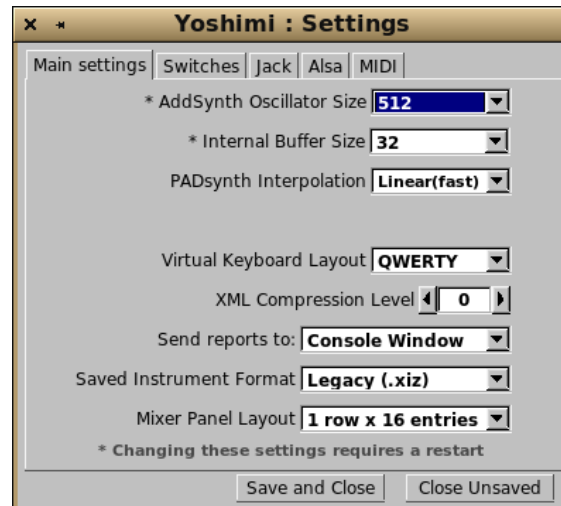 Yoshimi : Settings
Main settings Switches Jack Alsa MIDI
* AddSynth Oscillator Size 512
* Internal Buffer Size 32
PADsynth Interpolation Linear(fast)
Virtual Keyboard Layout QWERTY
XML Compression Level 0
Send reports to: Console Window
Saved Instrument Format Legacy (.xiz)
Mixer Panel Layout 1 row x 16 entries
* Changing these settings requires a restart
Save and Close Close Unsaved